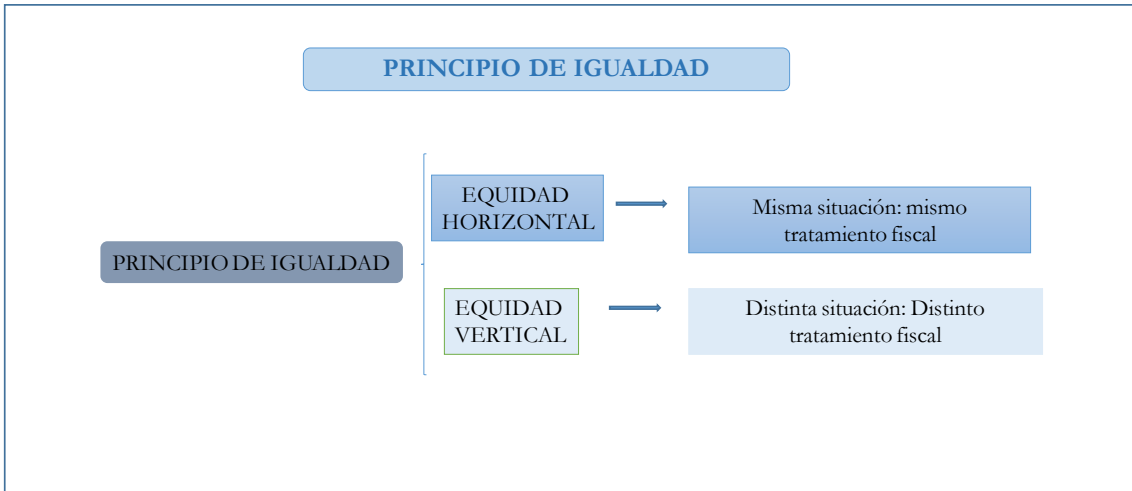 PRINCIPIO DE IGUALDAD
PRINCIPIO DE IGUALDAD
EQUIDAD
HORIZONTAL
Misma situación: mismo
tratamiento fiscal
EQUIDAD
VERTICAL
Distinta situación: Distinto
tratamiento fiscal